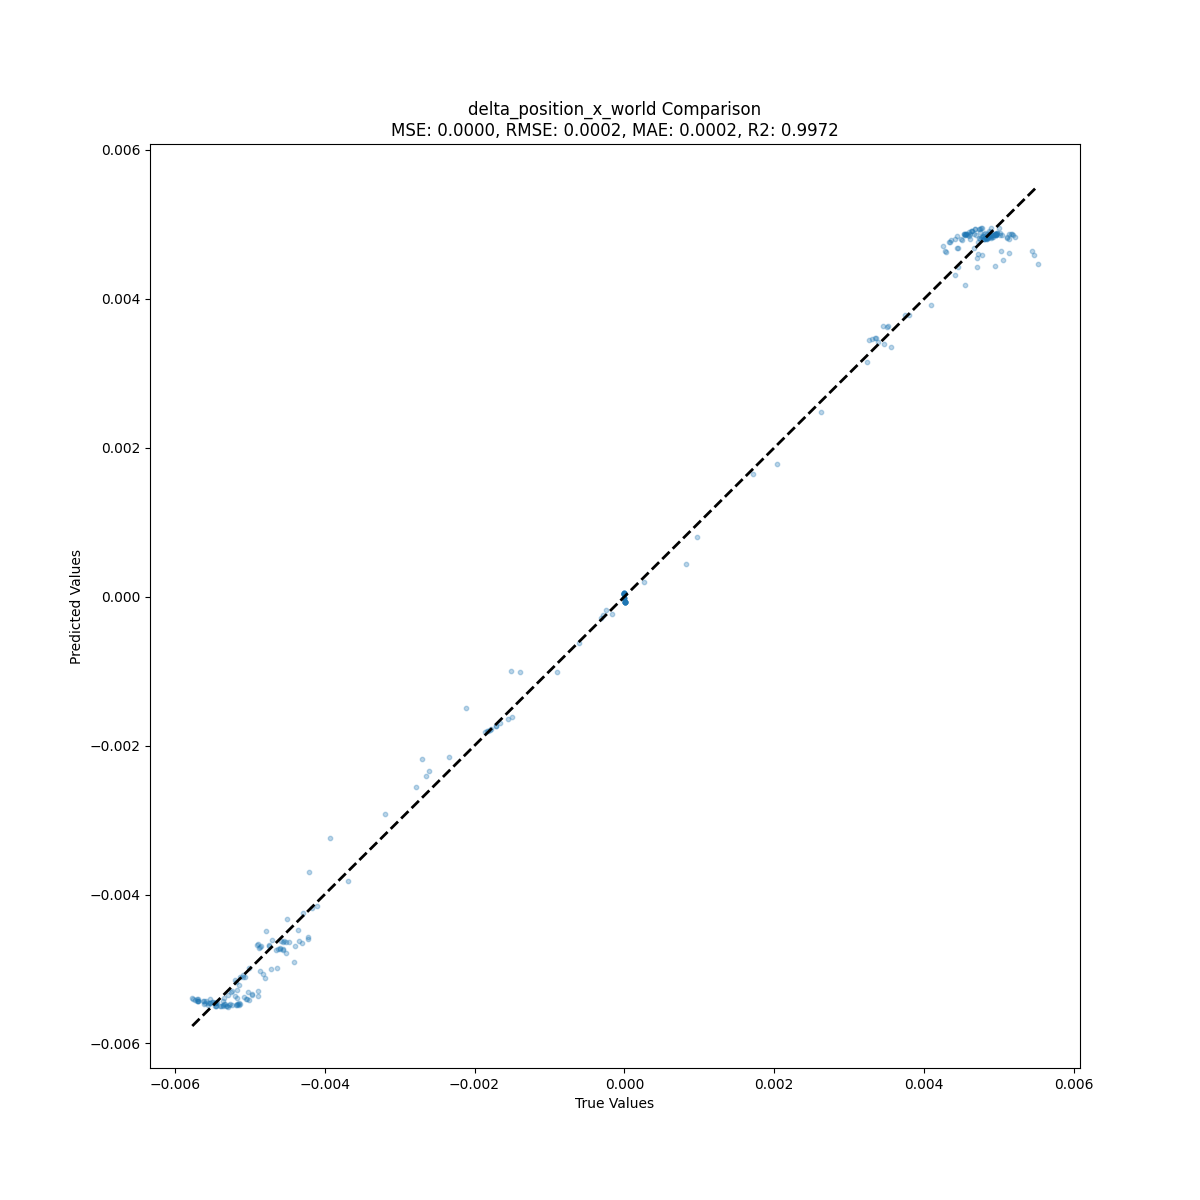 delta_position_x_world Comparison
MSE: 0.0000, RMSE: 0.0002, MAE: 0.0002, R2: 0.9972
0.006
0.004
0.002
0.000
−0.002
−0.004
−0.006
Predicted Values
−0.006 −0.004 −0.002 0.000 0.002 0.004 0.006
True Values